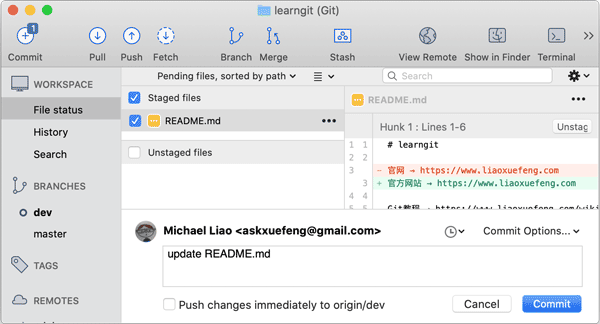 learngit (Git)
1
Commit
Pull
Push
Fetch
Branch
Merge
Stash
View Remote
Show in Finder
Terminal
WORKSPACE
File status
History
Search
BRANCHES
dev
master
TAGS
REMOTES
Pending files, sorted by path
Search
Staged files
README.md
Unstaged files
README.md
Hunk 1 : Lines 1-6
Unstag
1 1 # learngit
2 2
3 - 官网 → https://www.liaoxuefeng.com
3 + 官方网站 → https://www.liaoxuefeng.com
4 4
Git教程 → https://www.liaoxuefeng.com/wiki
Michael Liao <askxuefeng@gmail.com>
Commit Options...
update README.md
Push changes immediately to origin/dev
Cancel
Commit